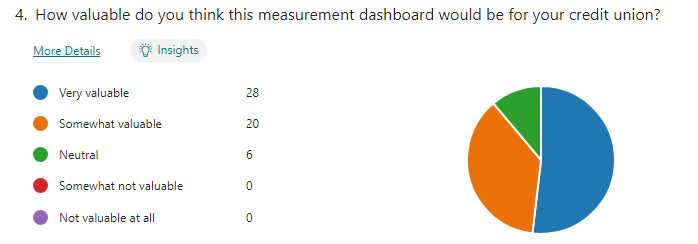 4. How valuable do you think this measurement dashboard would be for your credit union?
More Details
Insights
Very valuable 28
Somewhat valuable 20
Neutral 6
Somewhat not valuable 0
Not valuable at all 0